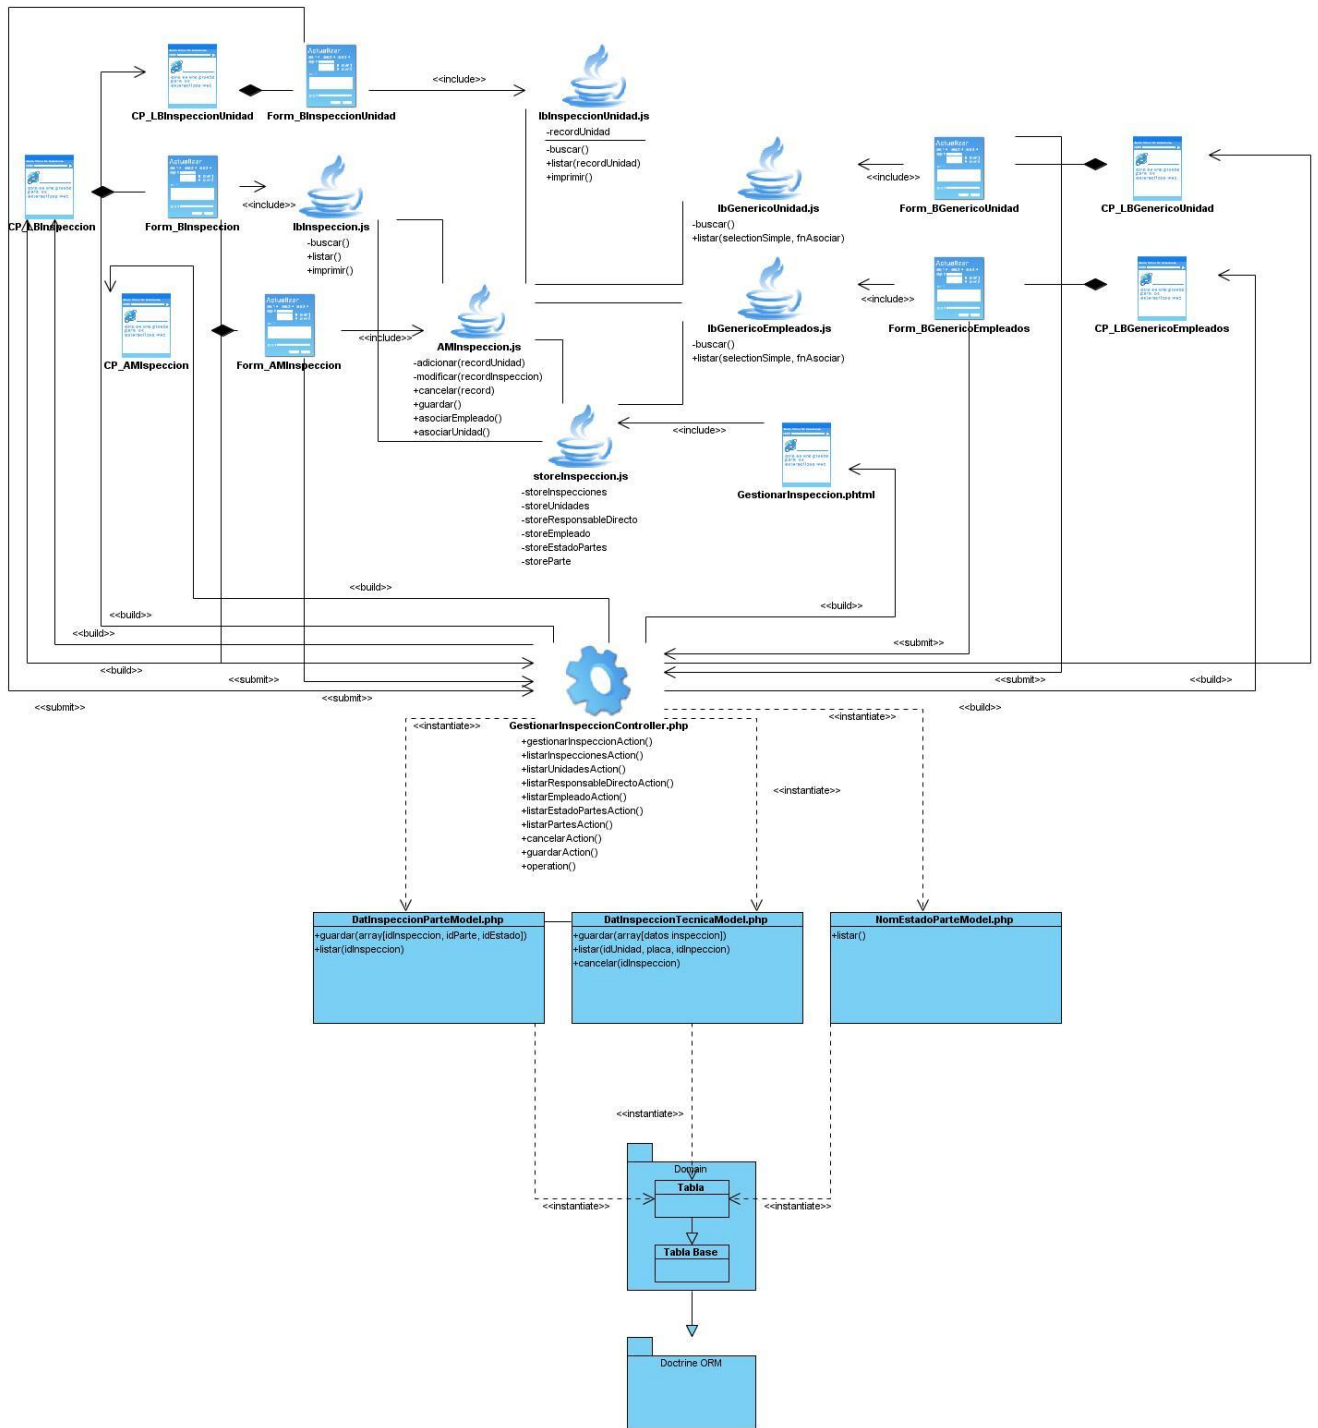 <<include>>
CP_LBInspeccionUnidad
Form_BInspeccionUnidad
lbInspeccionUnidad.js
-recordUnidad
-buscar()
+listar(recordUnidad)
+imprimir()
Actualizar
CP_LBInspeccion
Form_BInspeccion
<<include>>
lbInspeccion.js
-buscar()
+listar()
+imprimir()
lbGenericoUnidad.js
-buscar()
+listar(selectionSimple, fnAsociar)
<<include>>
Form_BGenericoUnidad
CP_LBGenericoUnidad
CP_AMIspeccion
Form_AMInspeccion
<<include>>
AMInspeccion.js
-adicionar(recordUnidad)
-modificar(recordInspeccion)
+cancelar(record)
+guardar()
+asociarEmpleado()
+asociarUnidad()
lbGenericoEmpleados.js
-buscar()
+listar(selectionSimple, fnAsociar)
<<include>>
Form_BGenericoEmpleados
CP_LBGenericoEmpleados
<<include>>
storeInspeccion.js
-storeInspecciones
-storeUnidades
-storeResponsableDirecto
-storeEmpleado
-storeEstadoPartes
-storeParte
GestionarInspeccion.phtml
<<build>>
<<build>>
<<build>>
<<build>>
<<build>>
<<submit>>
<<submit>>
<<submit>>
<<submit>>
<<submit>>
<<build>>
<<build>>
<<instantiate>>
<<instantiate>>
<<instantiate>>
GestionarInspeccionController.php
+gestionarInspeccionAction()
+listarInspeccionesAction()
+listarUnidadesAction()
+listarResponsableDirectoAction()
+listarEmpleadoAction()
+listarEstadoPartesAction()
+listarPartesAction()
+cancelarAction()
+guardarAction()
+operation()
DatInspeccionParteModel.php
+guardar(array[idInspeccion, idParte, idEstado])
+listar(idInspeccion)
DatInspeccionTecnicaModel.php
+guardar(array[datos inspeccion])
+listar(idUnidad, placa, idInpeccion)
+cancelar(idInspeccion)
NomEstadoParteModel.php
+listar()
<<instantiate>>
Domain
Tabla
<<instantiate>>
<<instantiate>>
Tabla Base
Doctrine ORM